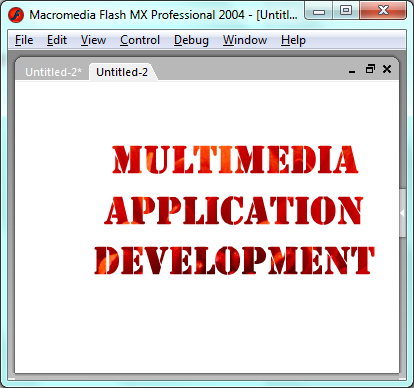 Macromedia Flash MX Professional 2004 - [Untitl...
File Edit View Control Debug Window Help
Untitled-2* Untitled-2
MULTIMEDIA
APPLICATION
DEVELOPMENT